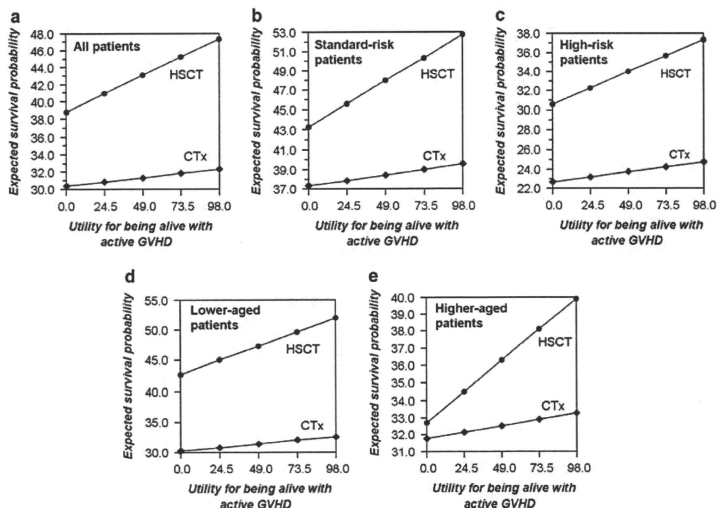 a
All patients
Expected survival probability
48.0
46.0
44.0
42.0
40.0
38.0
36.0
34.0
32.0
30.0
HSCT
CTx
0.0 24.5 49.0 73.5 98.0
Utility for being alive with
active GVHD
b
Standard-risk
patients
Expected survival probability
53.0
51.0
49.0
47.0
45.0
43.0
41.0
39.0
37.0
HSCT
CTx
0.0 24.5 49.0 73.5 98.0
Utility for being alive with
active GVHD
c
High-risk
patients
Expected survival probability
38.0
36.0
34.0
32.0
30.0
28.0
26.0
24.0
22.0
HSCT
CTx
0.0 24.5 49.0 73.5 98.0
Utility for being alive with
active GVHD
d
Lower-aged
patients
Expected survival probability
55.0
50.0
45.0
40.0
35.0
30.0
HSCT
CTx
0.0 24.5 49.0 73.5 98.0
Utility for being alive with
active GVHD
e
Higher-aged
patients
Expected survival probability
40.0
39.0
38.0
37.0
36.0
35.0
34.0
33.0
32.0
31.0
HSCT
CTx
0.0 24.5 49.0 73.5 98.0
Utility for being alive with
active GVHD